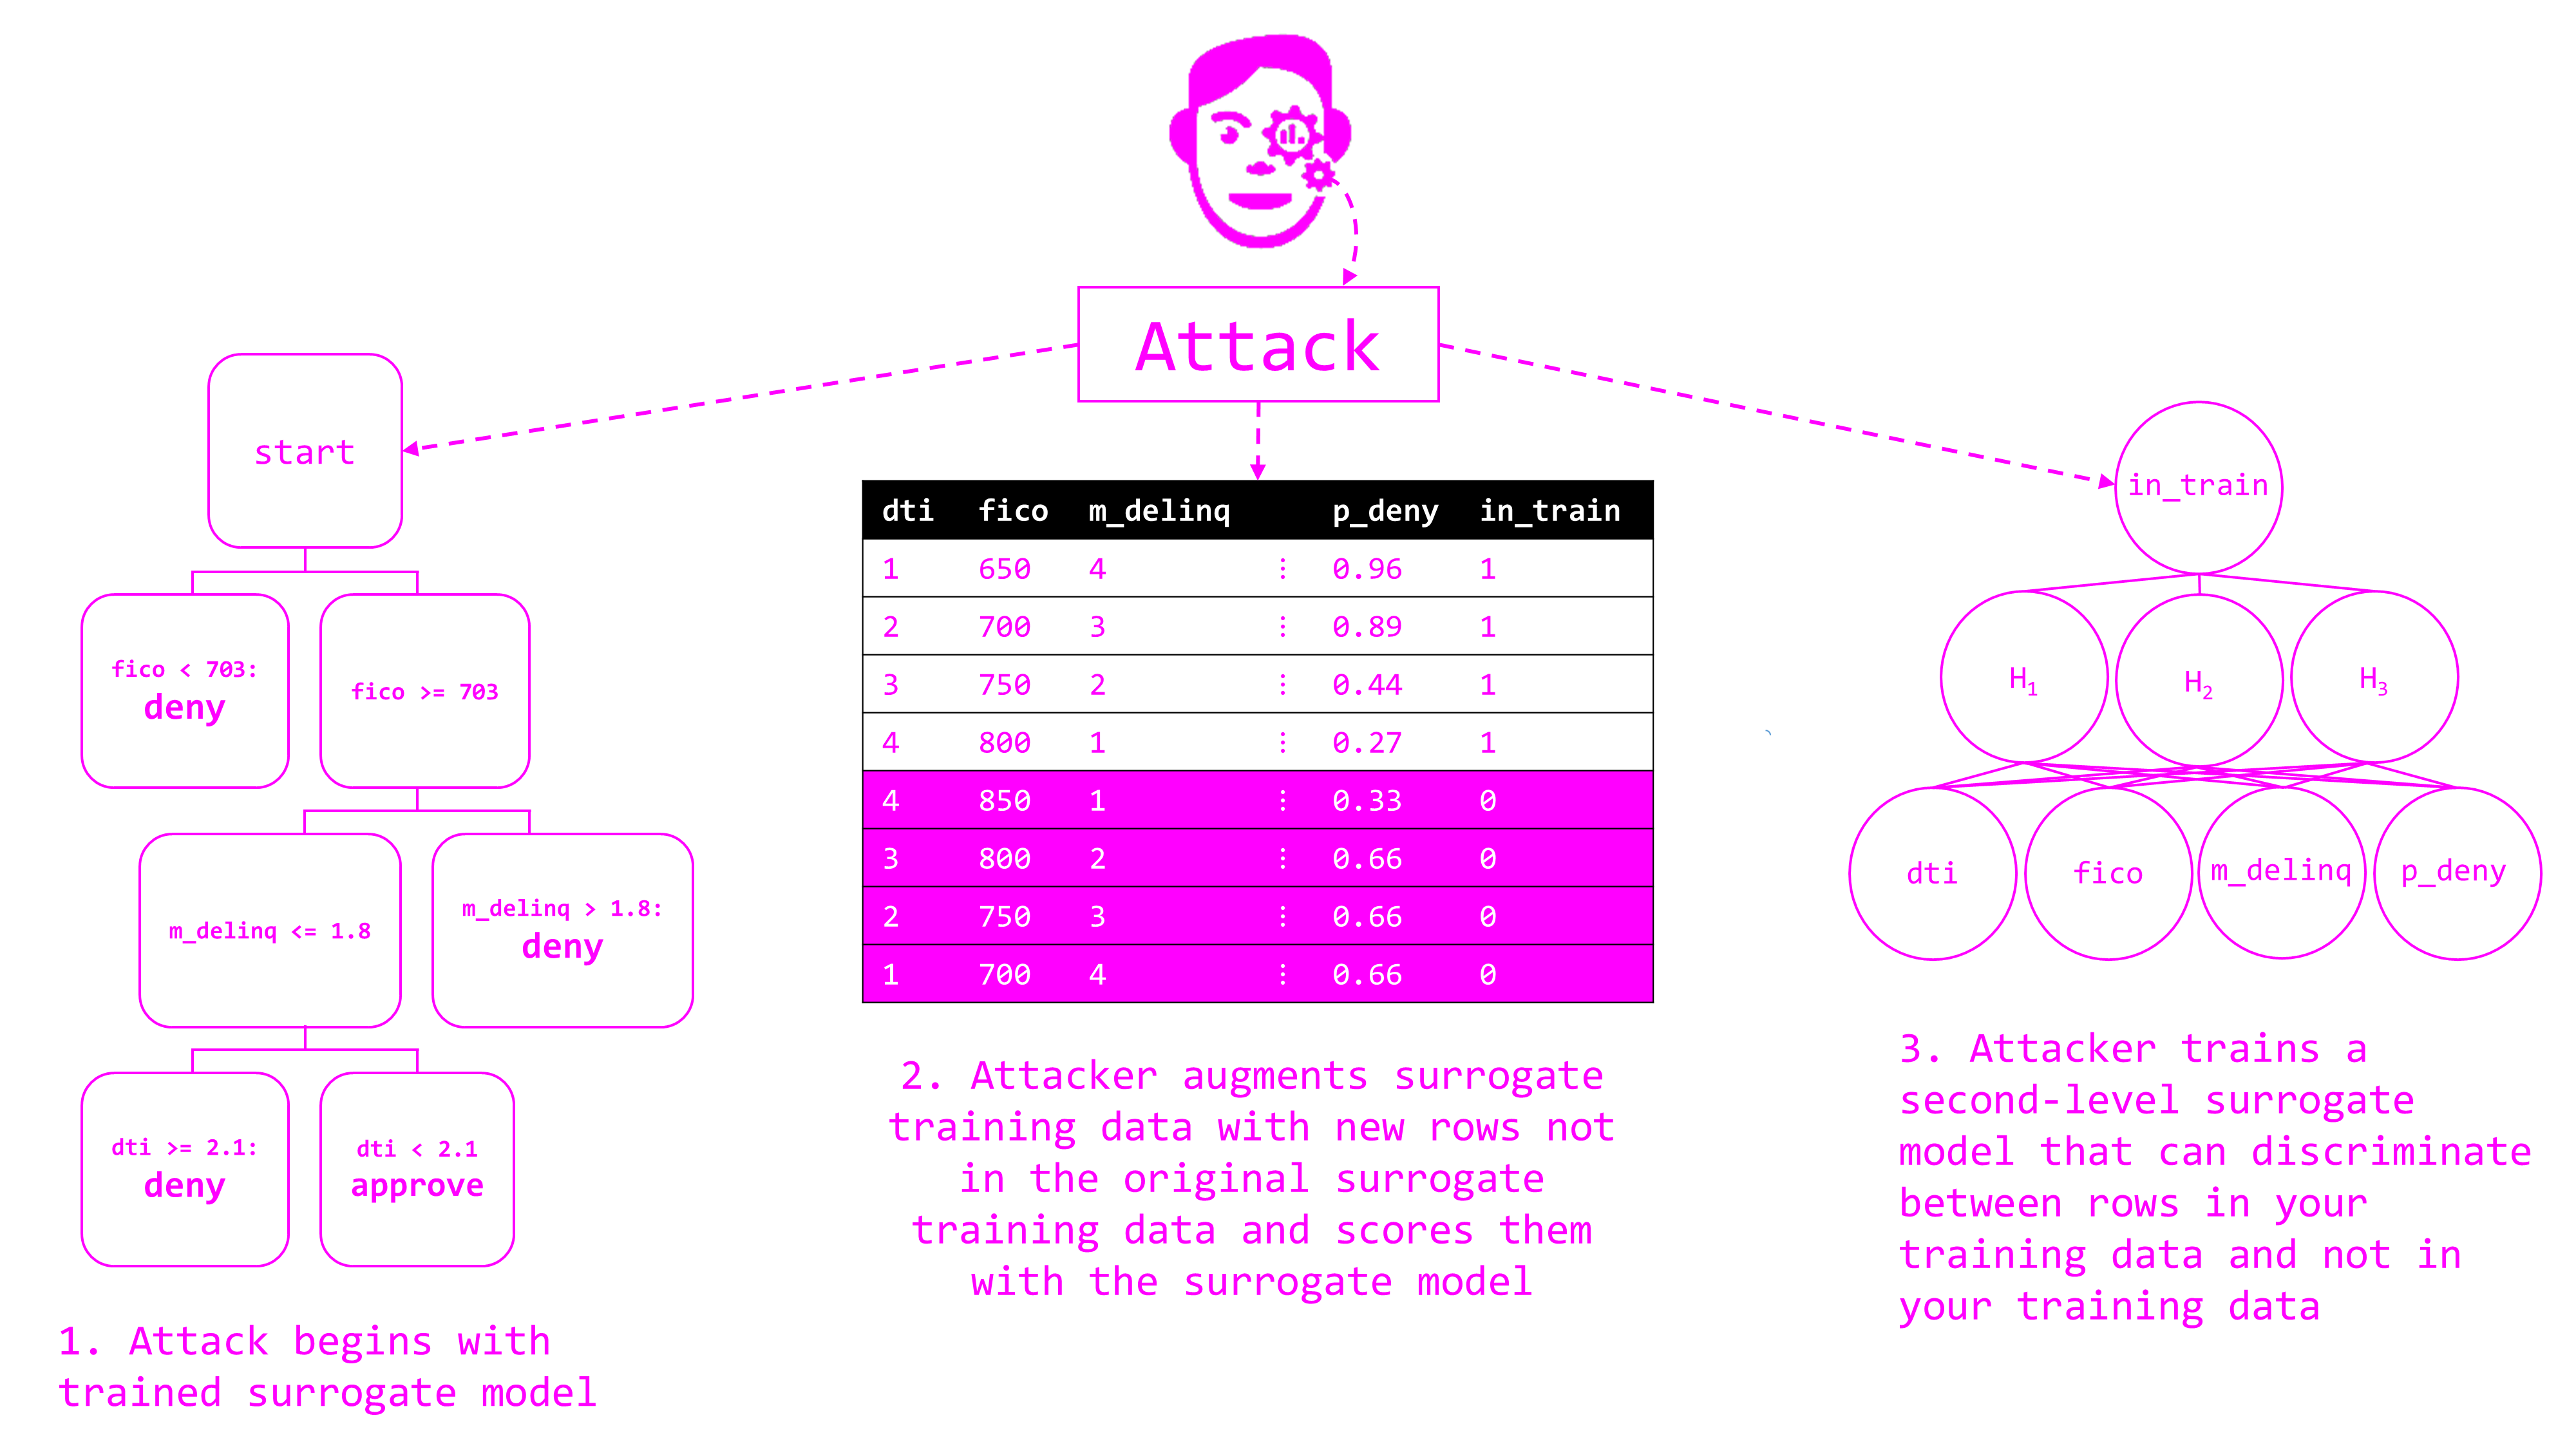 Attack
start
fico < 703:
deny
fico >= 703
m_delinq <= 1.8
m_delinq > 1.8:
deny
dti >= 2.1:
deny
dti < 2.1
approve
1. Attack begins with
trained surrogate model
dti fico m_delinq p_deny in_train
1 650 4 ⋮ 0.96 1
2 700 3 ⋮ 0.89 1
3 750 2 ⋮ 0.44 1
4 800 1 ⋮ 0.27 1
4 850 1 ⋮ 0.33 0
3 800 2 ⋮ 0.66 0
2 750 3 ⋮ 0.66 0
1 700 4 ⋮ 0.66 0
2. Attacker augments surrogate
training data with new rows not
in the original surrogate
training data and scores them
with the surrogate model
in_train
H1 H2 H3
dti fico m_delinq p_deny
3. Attacker trains a
second-level surrogate
model that can discriminate
between rows in your
training data and not in
your training data